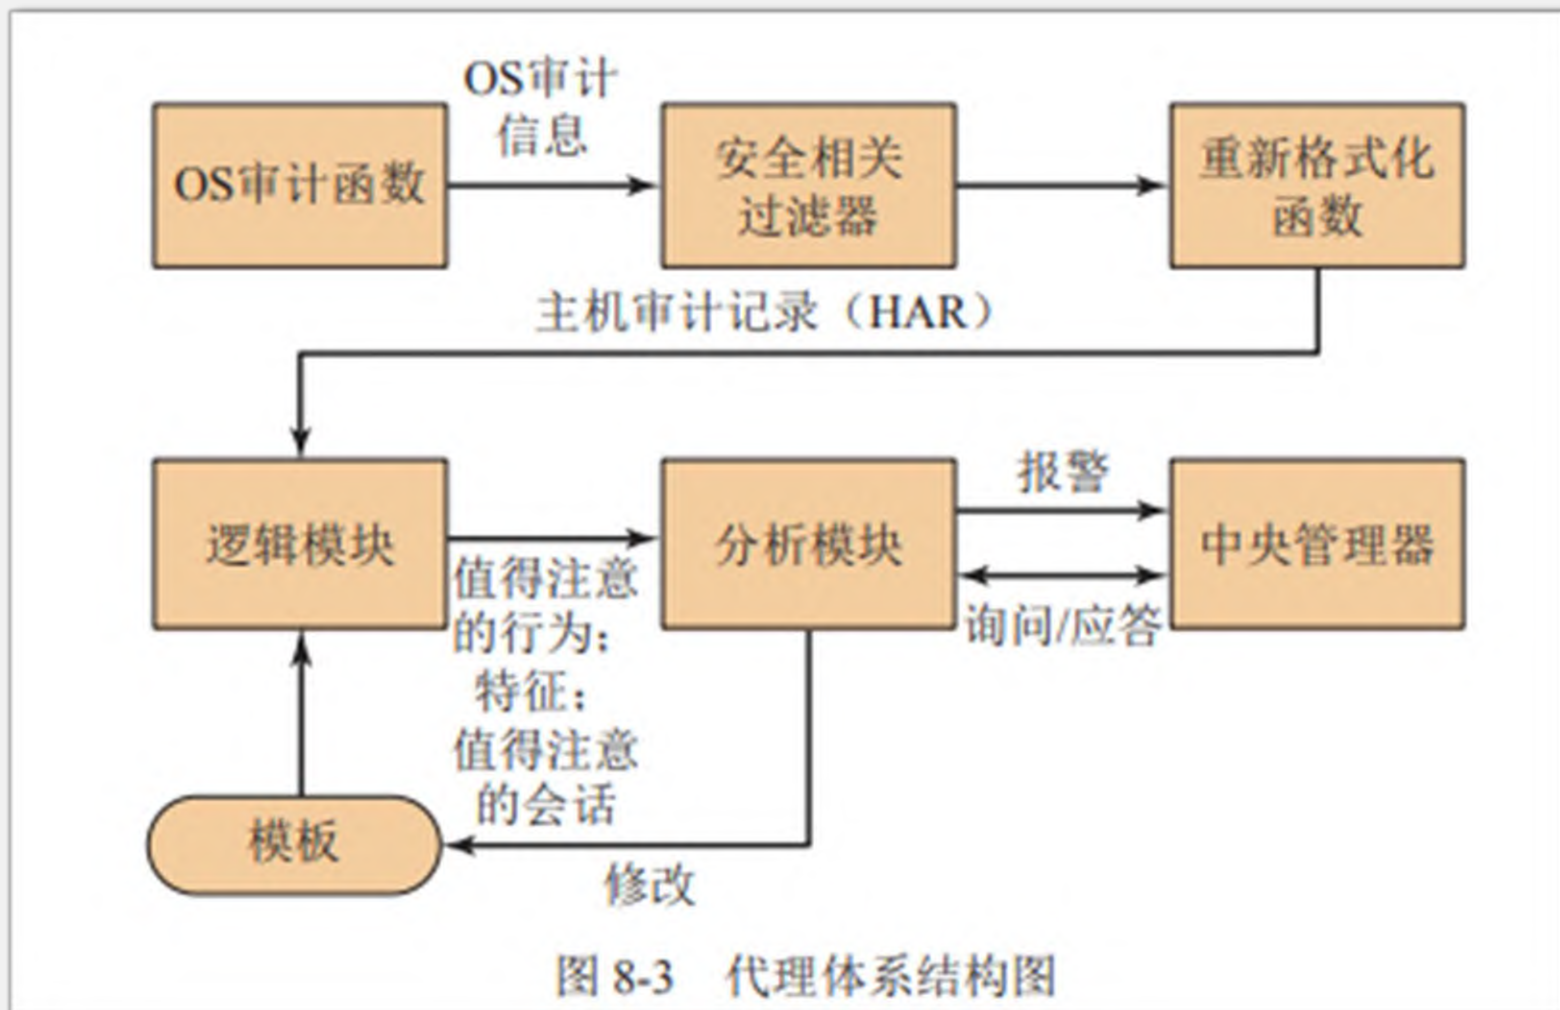 OS审计
信息
OS审计函数
安全相关
过滤器
重新格式化
函数
主机审计记录（HAR）
逻辑模块
值得注意
的行为；
特征；
值得注意
的会话
分析模块
报警
询问/应答
中央管理器
模板
修改
图 8-3 代理体系结构图